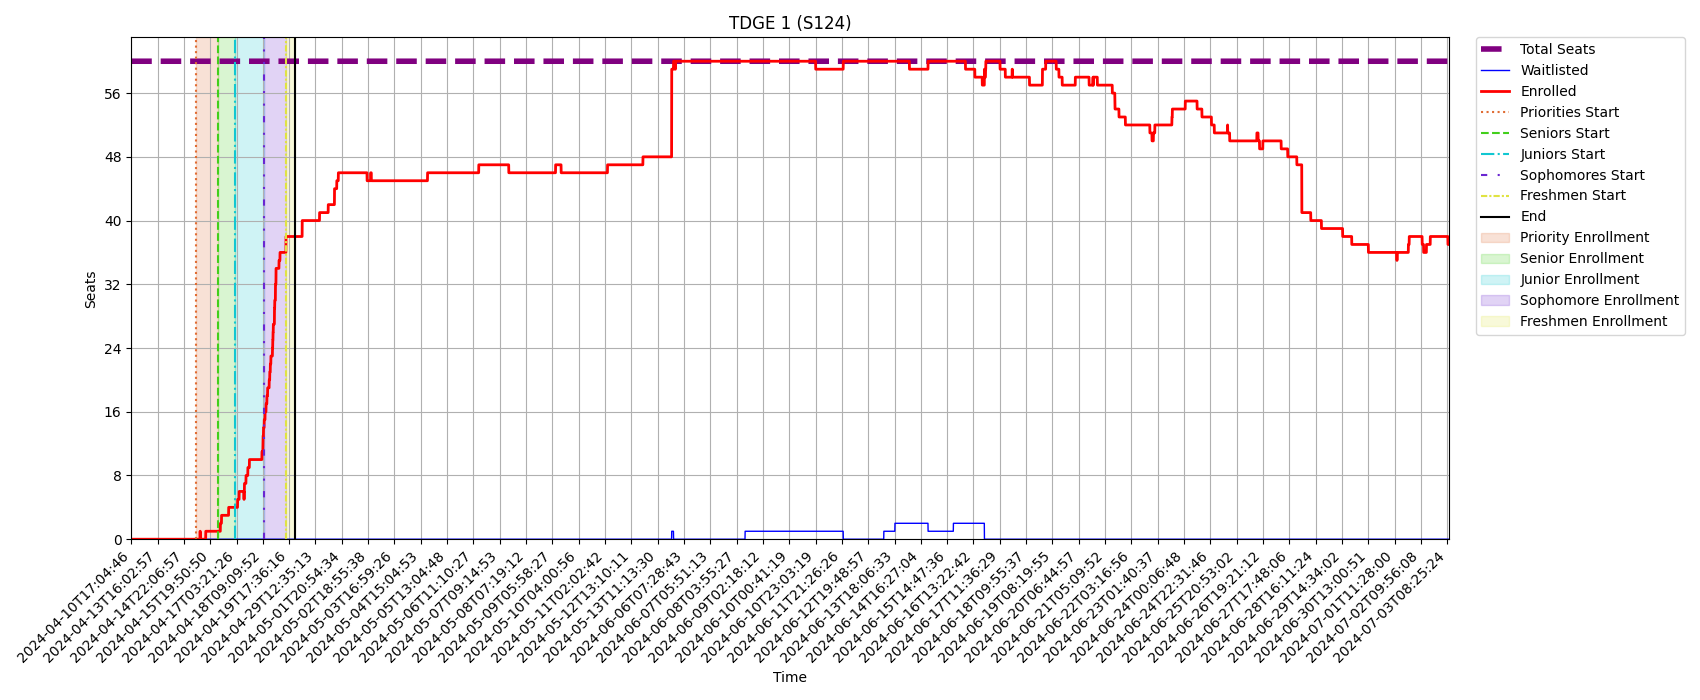 TDGE 1 (S124)
Seats
56
48
40
32
24
16
8
0
2024-04-10T17:04:46
2024-04-13T16:02:57
2024-04-14T22:06:57
2024-04-15T19:50:50
2024-04-17T03:21:26
2024-04-18T09:09:52
2024-04-19T17:36:16
2024-04-29T12:35:13
2024-05-01T20:54:34
2024-05-02T18:55:38
2024-05-03T16:59:26
2024-05-04T15:04:53
2024-05-05T13:04:48
2024-05-06T11:10:27
2024-05-07T09:14:53
2024-05-08T07:19:12
2024-05-09T05:58:27
2024-05-10T04:00:56
2024-05-11T02:02:42
2024-05-12T13:10:11
2024-05-13T11:13:30
2024-06-06T07:28:43
2024-06-07T05:51:13
2024-06-08T03:55:27
2024-06-09T02:18:12
2024-06-10T00:41:19
2024-06-10T23:03:19
2024-06-11T21:26:26
2024-06-12T19:48:57
2024-06-13T18:06:33
2024-06-14T16:27:04
2024-06-15T14:47:36
2024-06-16T13:22:42
2024-06-17T11:36:29
2024-06-18T09:55:37
2024-06-19T08:19:55
2024-06-20T06:44:57
2024-06-21T05:09:52
2024-06-22T03:16:56
2024-06-23T01:40:37
2024-06-24T00:06:48
2024-06-24T22:31:46
2024-06-25T20:53:02
2024-06-26T19:21:12
2024-06-27T17:48:06
2024-06-28T16:11:24
2024-06-29T14:34:02
2024-06-30T13:00:51
2024-07-01T11:28:00
2024-07-02T09:56:08
2024-07-03T08:25:24
Time
Total Seats
Waitlisted
Enrolled
Priorities Start
Seniors Start
Juniors Start
Sophomores Start
Freshmen Start
End
Priority Enrollment
Senior Enrollment
Junior Enrollment
Sophomore Enrollment
Freshmen Enrollment